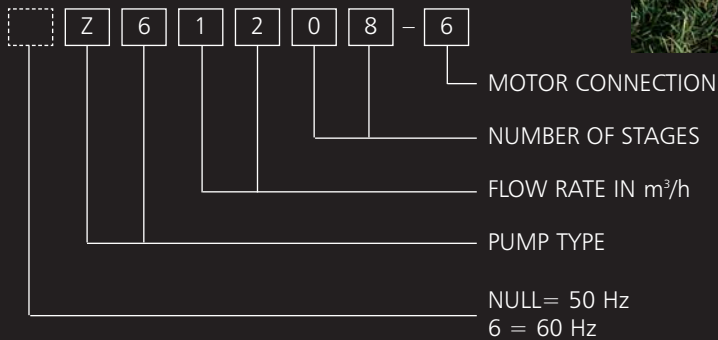 Z 6 1 2 0 8 – 6
MOTOR CONNECTION
NUMBER OF STAGES
FLOW RATE IN m³/h
PUMP TYPE
NULL= 50 Hz
6 = 60 Hz